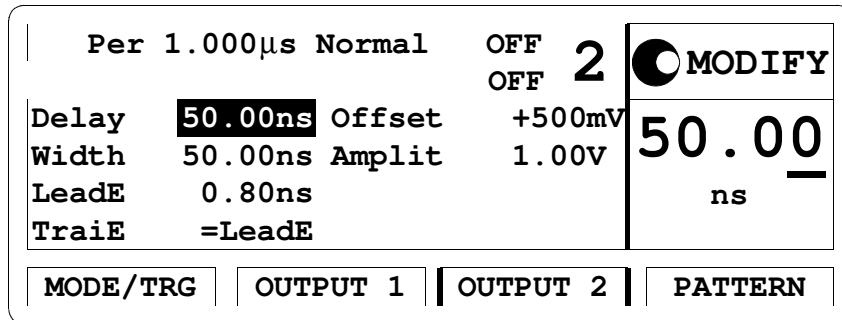 Per 1.000µs Normal OFF 2 MODIFY
OFF
Delay 50.00ns Offset +500mV 50.00
Width 50.00ns Amplit 1.00V
LeadE 0.80ns ns
TraiE =LeadE
MODE/TRG OUTPUT 1 OUTPUT 2 PATTERN